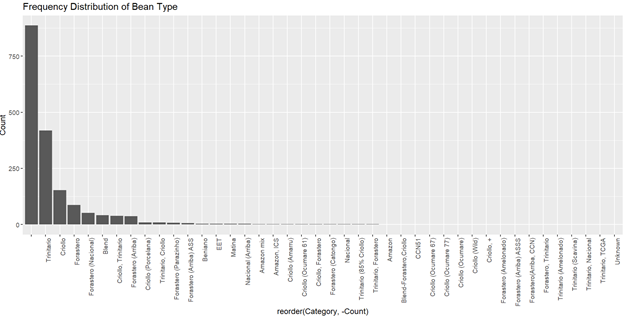 Frequency Distribution of Bean Type
Count
750
500
250
0
Trinitario
Criollo
Forastero
Forastero (Nacional)
Blend
Criollo, Trinitario
Forastero (Arriba)
Criollo (Porcelana)
Trinitario, Criollo
Forastero (Parazinho)
Forastero (Arriba) ASS
Beniano
EET
Matina
Nacional (Arriba)
Amazon mix
Amazon, ICS
Criollo (Amarru)
Criollo (Ocumare 61)
Criollo, Forastero
Forastero (Catongo)
Nacional
Trinitario (85% Criollo)
Trinitario, Forastero
Amazon
Blend-Forastero,Criollo
CCN51
Criollo (Ocumare 67)
Criollo (Ocumare 77)
Criollo (Ocumare)
Criollo (Wild)
Criollo, +
Forastero (Amelonado)
Forastero (Arriba) ASSS
Forastero(Arriba, CCN)
Forastero, Trinitario
Trinitario (Amelonado)
Trinitario (Scavina)
Trinitario, Nacional
Trinitario, TCGA
Unknown
reorder(Category, -Count)